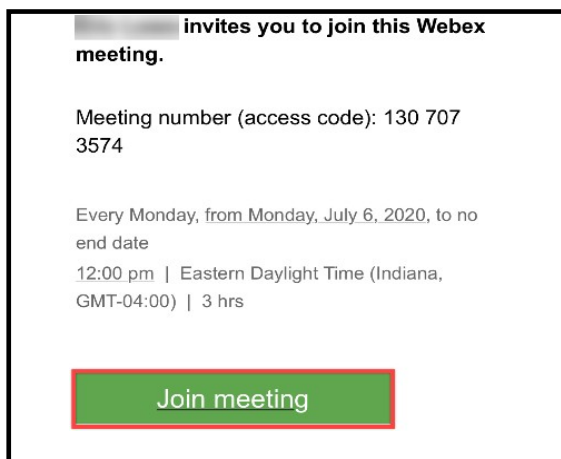 invites you to join this Webex
meeting.
Meeting number (access code): 130 707
3574
Every Monday, from Monday, July 6, 2020, to no
end date
12:00 pm | Eastern Daylight Time (Indiana,
GMT-04:00) | 3 hrs
Join meeting